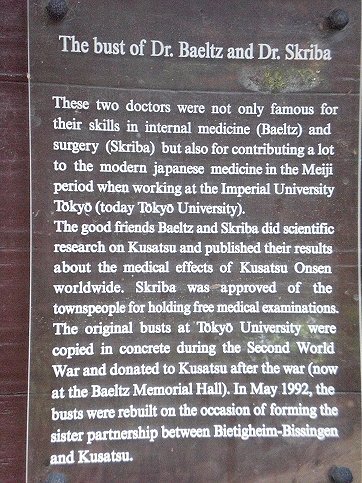 The bust of Dr. Baeltz and Dr. Skriba
These two doctors were not only famous for
their skills in internal medicine (Baeltz) and
surgery (Skriba) but also for contributing a lot
to the modern japanese medicine in the Meiji
period when working at the Imperial University
Tōkyō (today Tōkyō University).
The good friends Baeltz and Skriba did scientific
research on Kusatsu and published their results
about the medical effects of Kusatsu Onsen
worldwide. Skriba was approved of the
townspeople for holding free medical examinations.
The original busts at Tōkyō University were
copied in concrete during the Second World
War and donated to Kusatsu after the war (now
at the Baeltz Memorial Hall). In May 1992, the
busts were rebuilt on the occasion of forming the
sister partnership between Bietigheim-Bissingen
and Kusatsu.